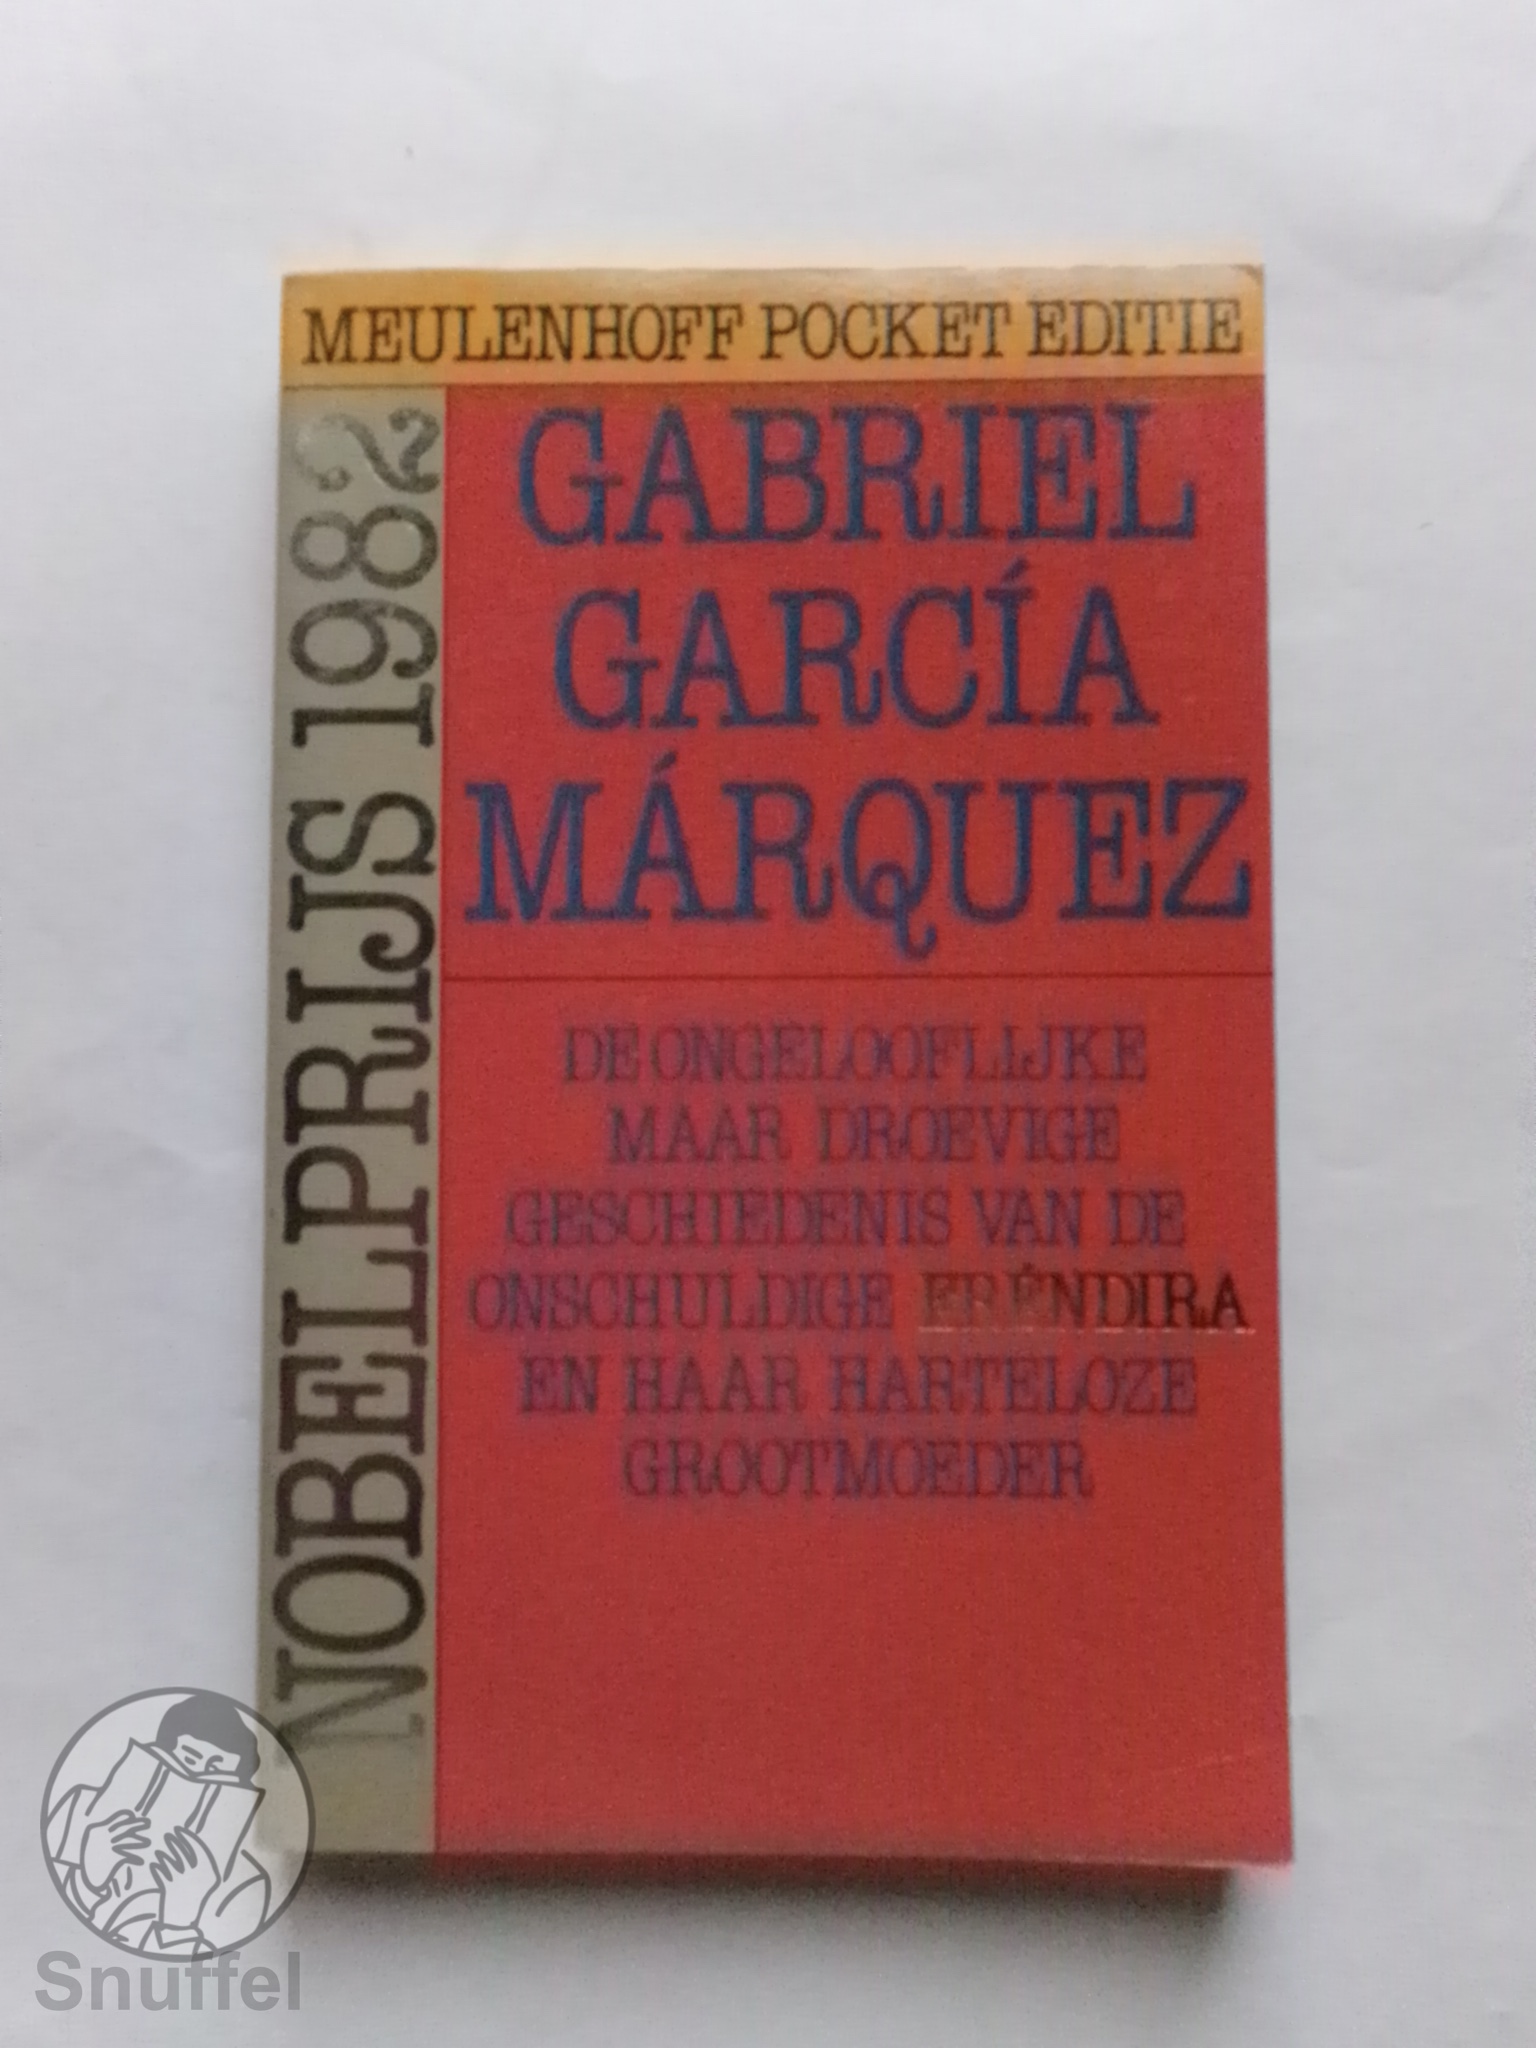 MEULENHOFF POCKET EDITIE
NOBELPRIJS 1982
GABRIEL
GARCÍA
MÁRQUEZ
DE ONGELOOFLIJKE
MAAR DROEVIGE
GESCHIEDENIS VAN DE
ONSCHULDIGE ERÉNDIRA
EN HAAR HARTELOZE
GROOTMOEDER
Snuffel